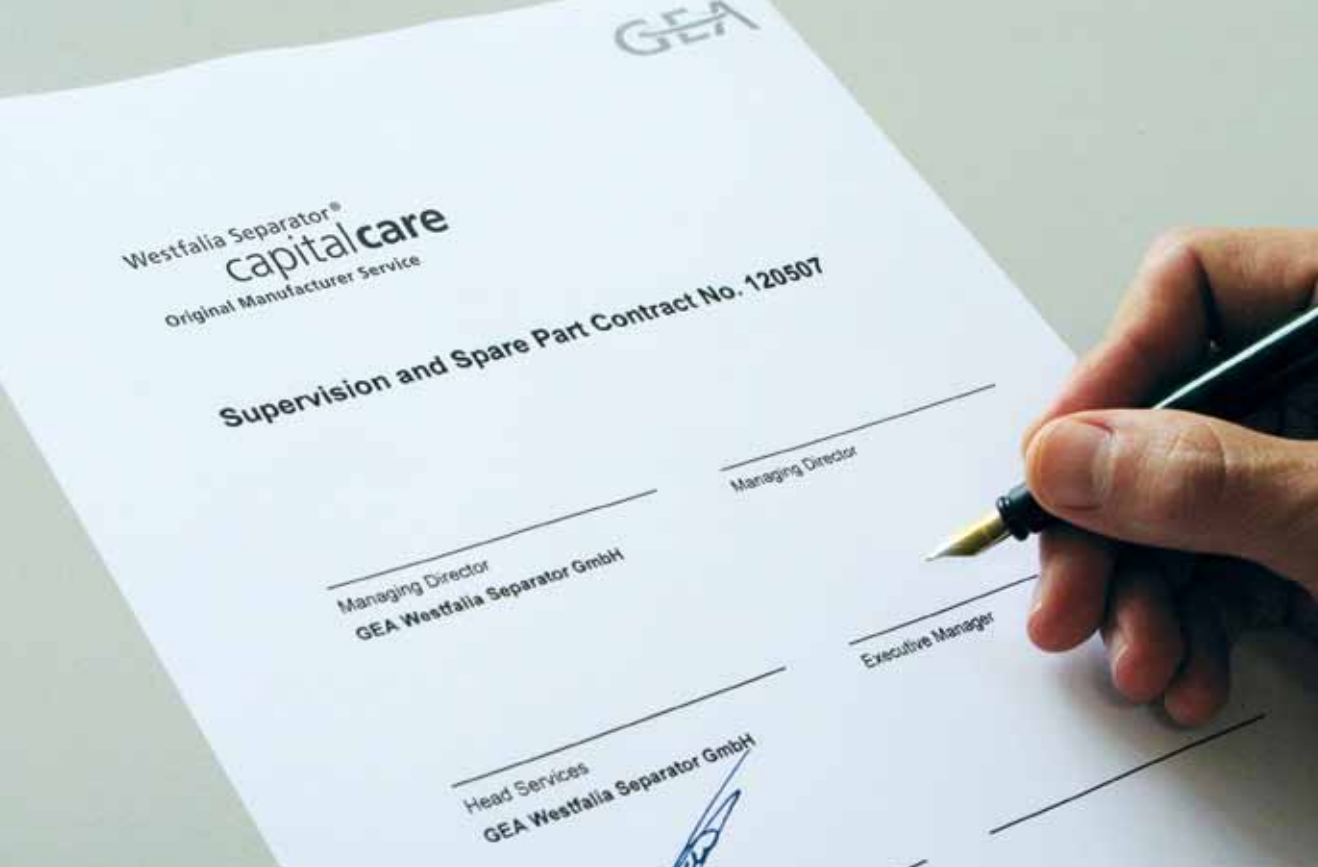 GEA
Westfalia Separator®
capitalcare
Original Manufacturer Service
Supervision and Spare Part Contract No. 120507
Managing Director
Managing Director
GEA Westfalia Separator GmbH
Executive Manager
Head Services
GEA Westfalia Separator GmbH